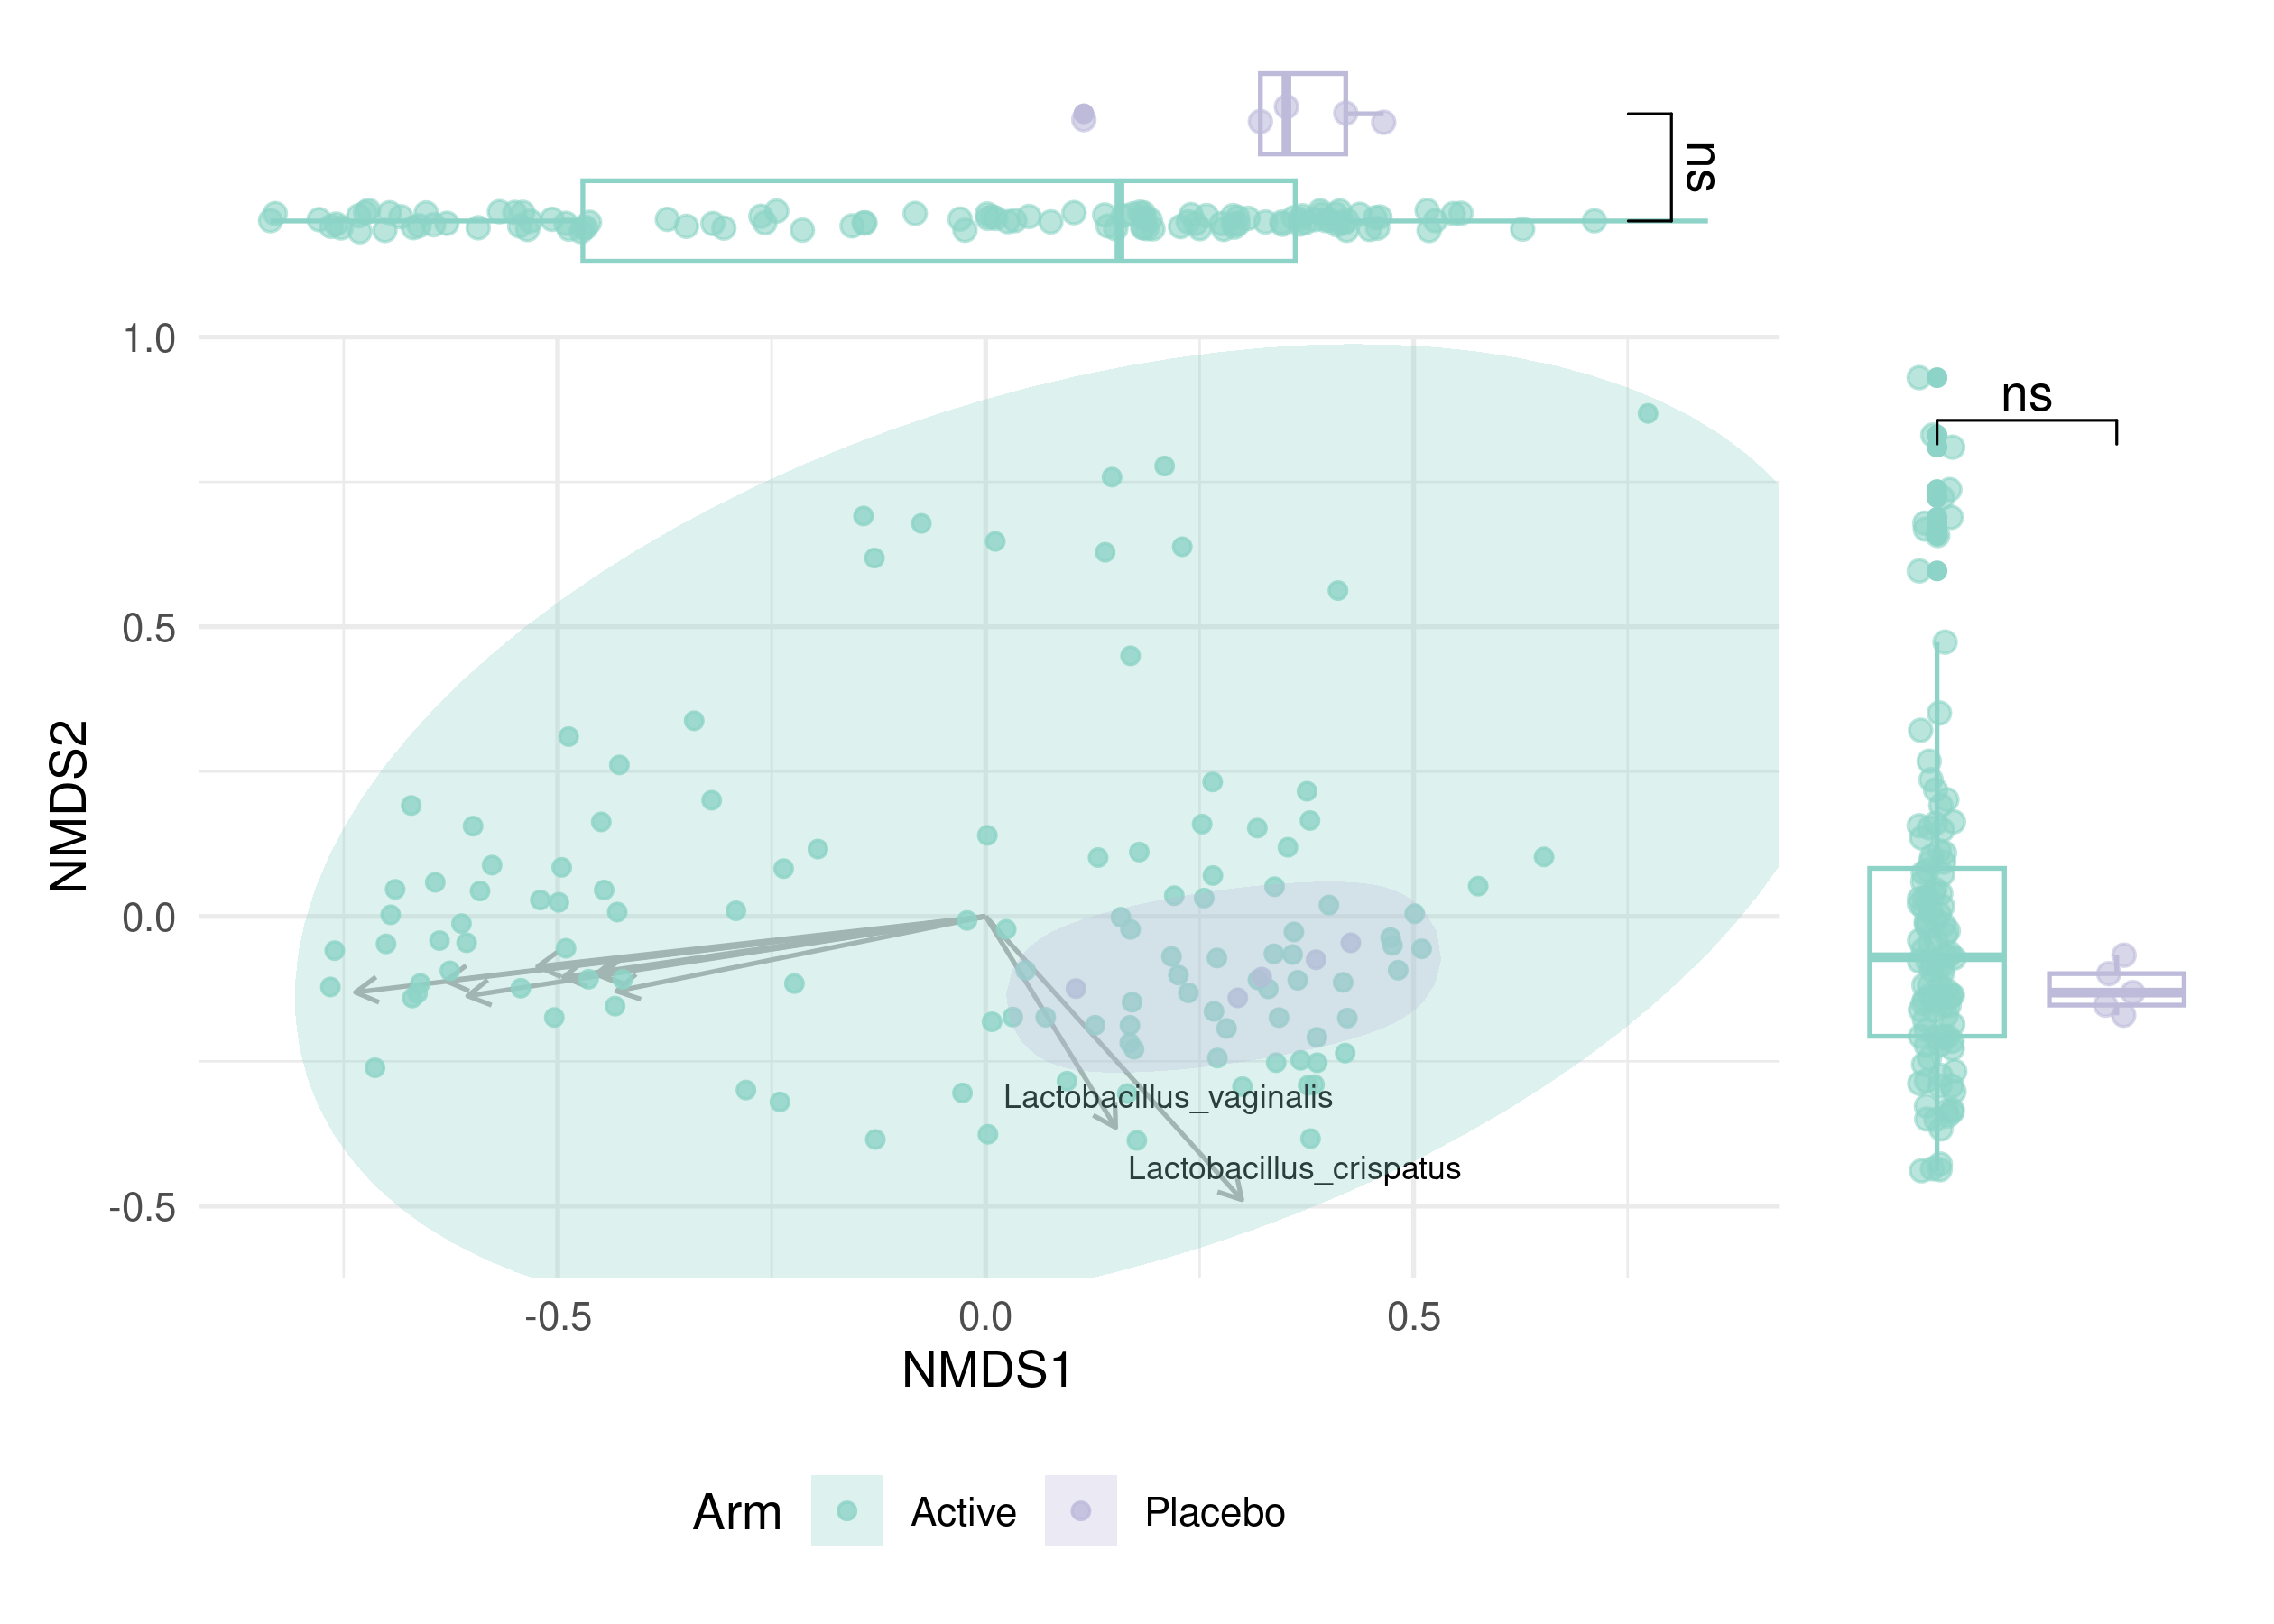 ns
ns
1.0
0.5
0.0
-0.5
NMDS2
Lactobacillus_vaginalis
Lactobacillus_crispatus
-0.5 0.0 0.5
NMDS1
Arm Active Placebo